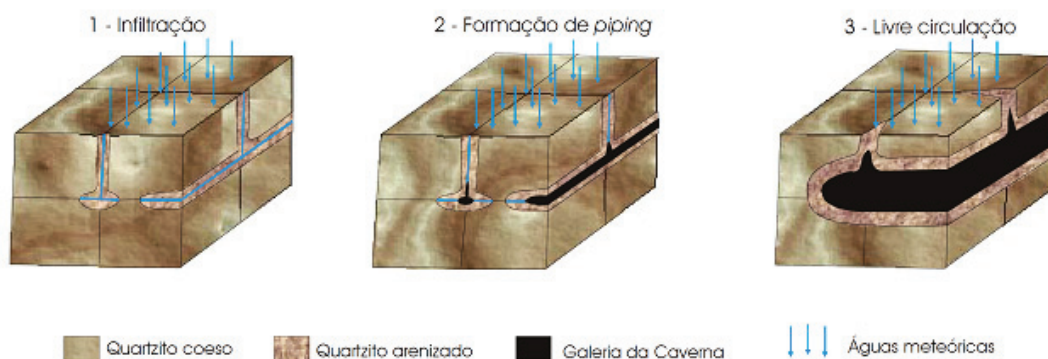 1 - Infiltração
2 - Formação de piping
3 - Livre circulação
Quartzito coeso
Quartzito arenizado
Galeria da Caverna
Águas meteóricas